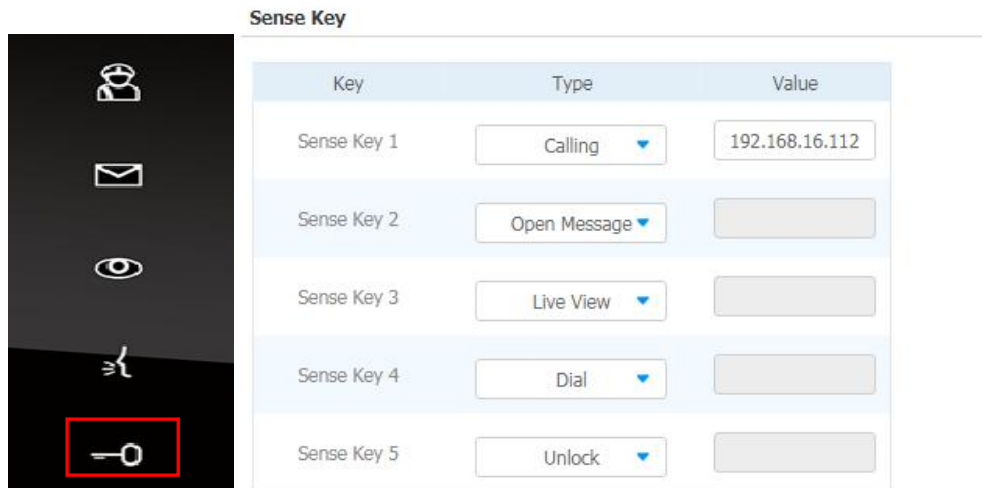 Sense Key
Key Type Value
Sense Key 1 Calling 192.168.16.112
Sense Key 2 Open Message
Sense Key 3 Live View
Sense Key 4 Dial
Sense Key 5 Unlock